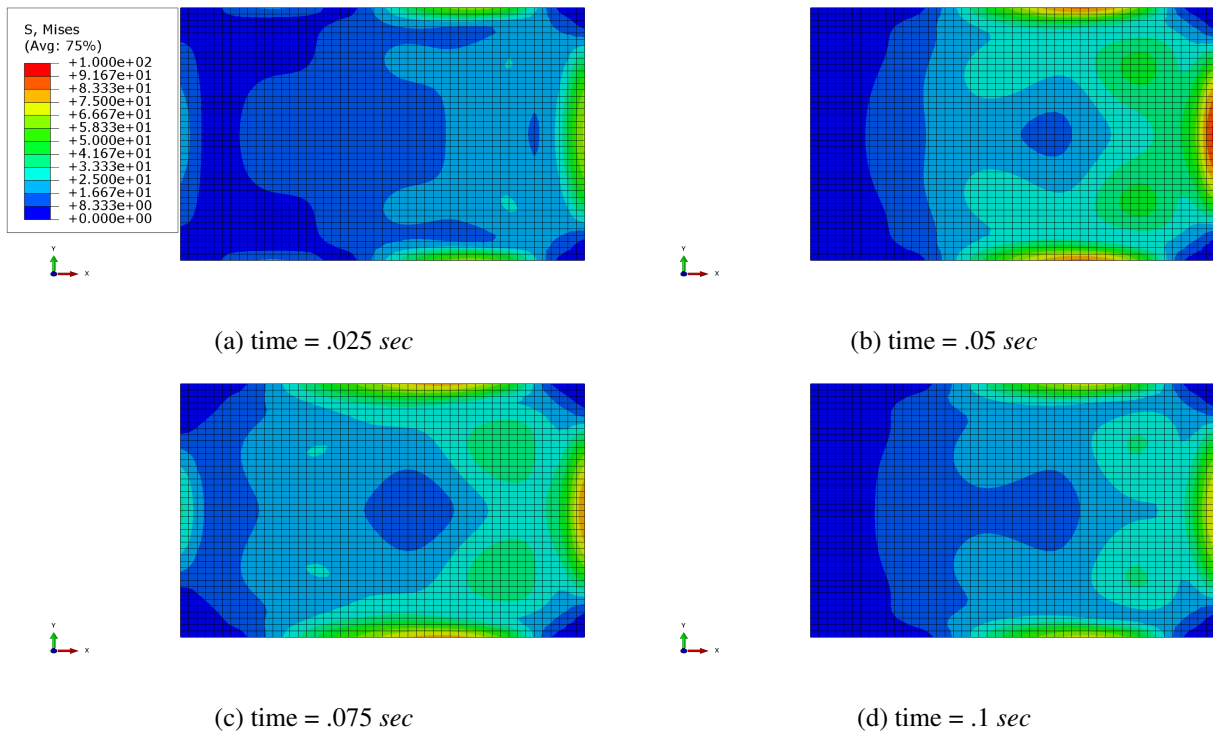 S, Mises
(Avg: 75%)
+1.000e+02
+9.167e+01
+8.333e+01
+7.500e+01
+6.667e+01
+5.833e+01
+5.000e+01
+4.167e+01
+3.333e+01
+2.500e+01
+1.667e+01
+8.333e+00
+0.000e+00
Y
X
Y
X
(a) time = .025 sec
(b) time = .05 sec
Y
X
Y
X
(c) time = .075 sec
(d) time = .1 sec